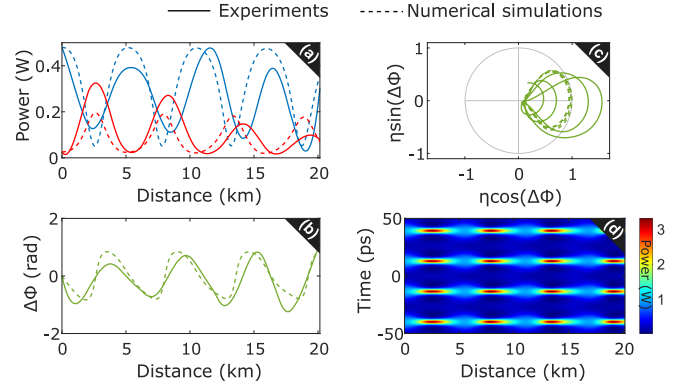 Experiments
Numerical simulations
(a)
0.4
0.2
0
Power (W)
0 5 10 15 20
Distance (km)
(c)
1
0
-1
ηsin(ΔΦ)
-1 0 1
ηcos(ΔΦ)
(b)
2
0
-2
ΔΦ (rad)
0 5 10 15 20
Distance (km)
(d)
50
0
-50
Time (ps)
0 5 10 15 20
Distance (km)
3
2
1
Power (W)